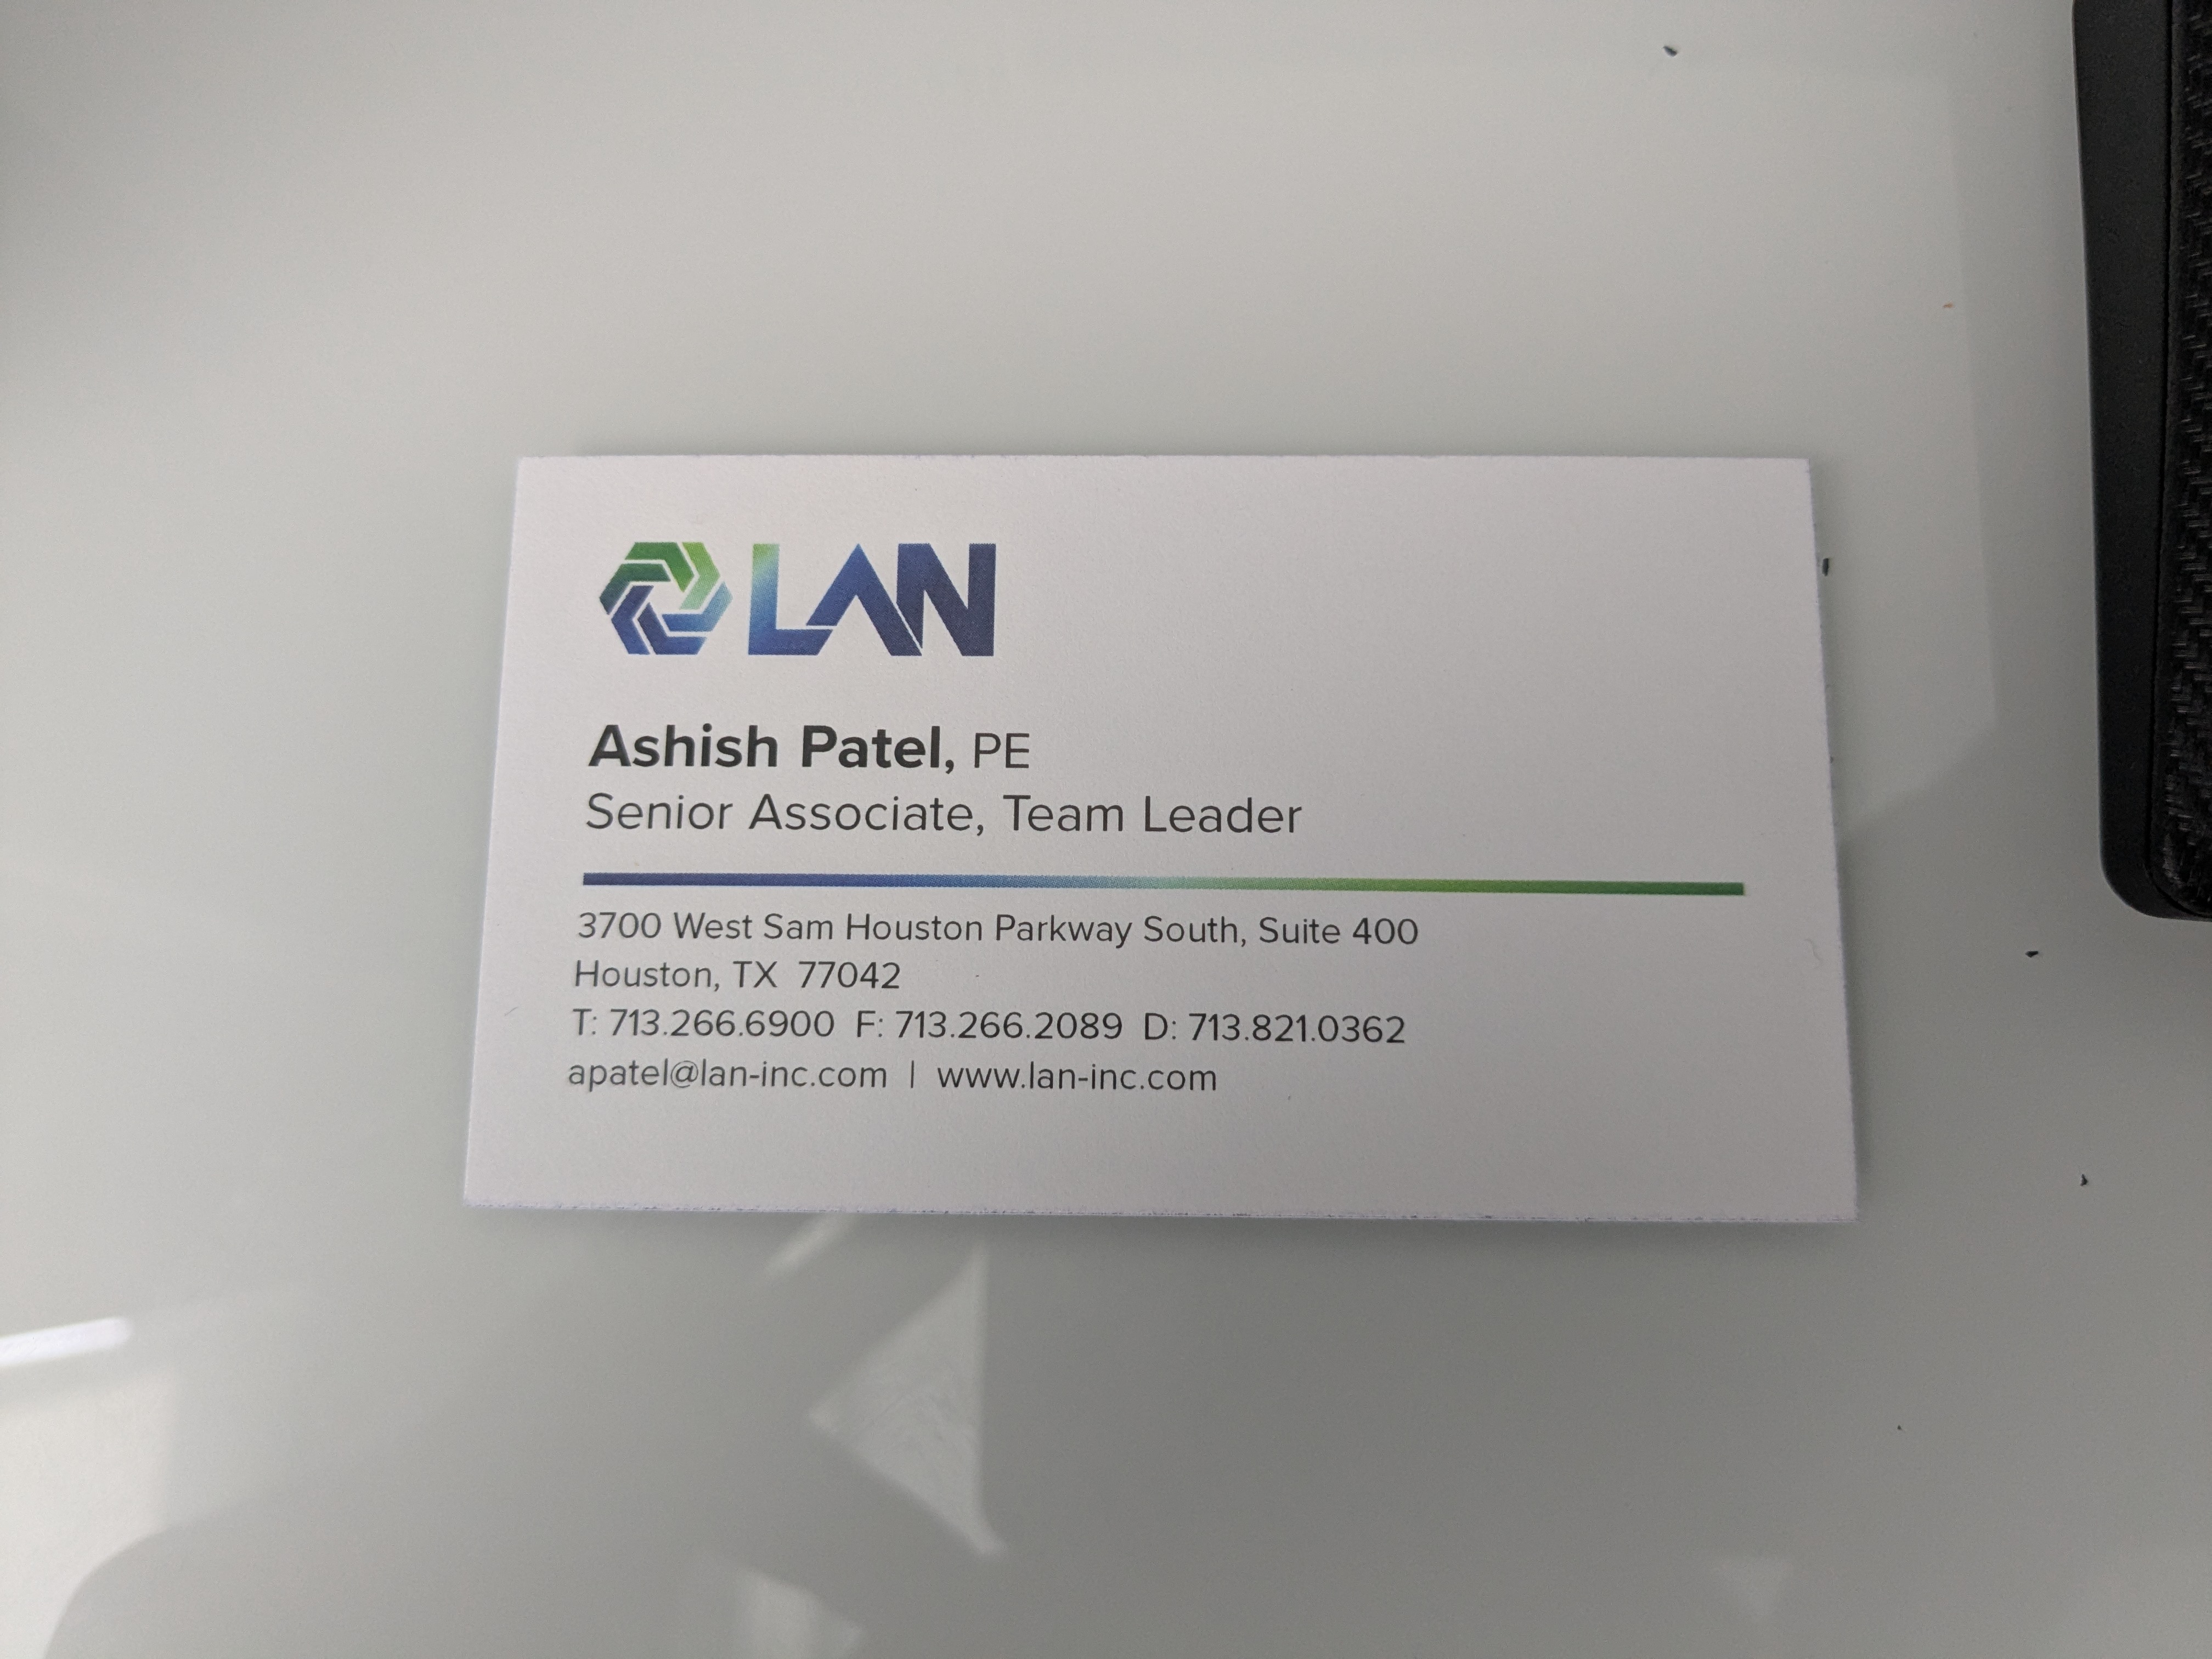 LAN
Ashish Patel, PE
Senior Associate, Team Leader
3700 West Sam Houston Parkway South, Suite 400
Houston, TX 77042
T: 713.266.6900 F: 713.266.2089 D: 713.821.0362
apatel@lan-inc.com | www.lan-inc.com